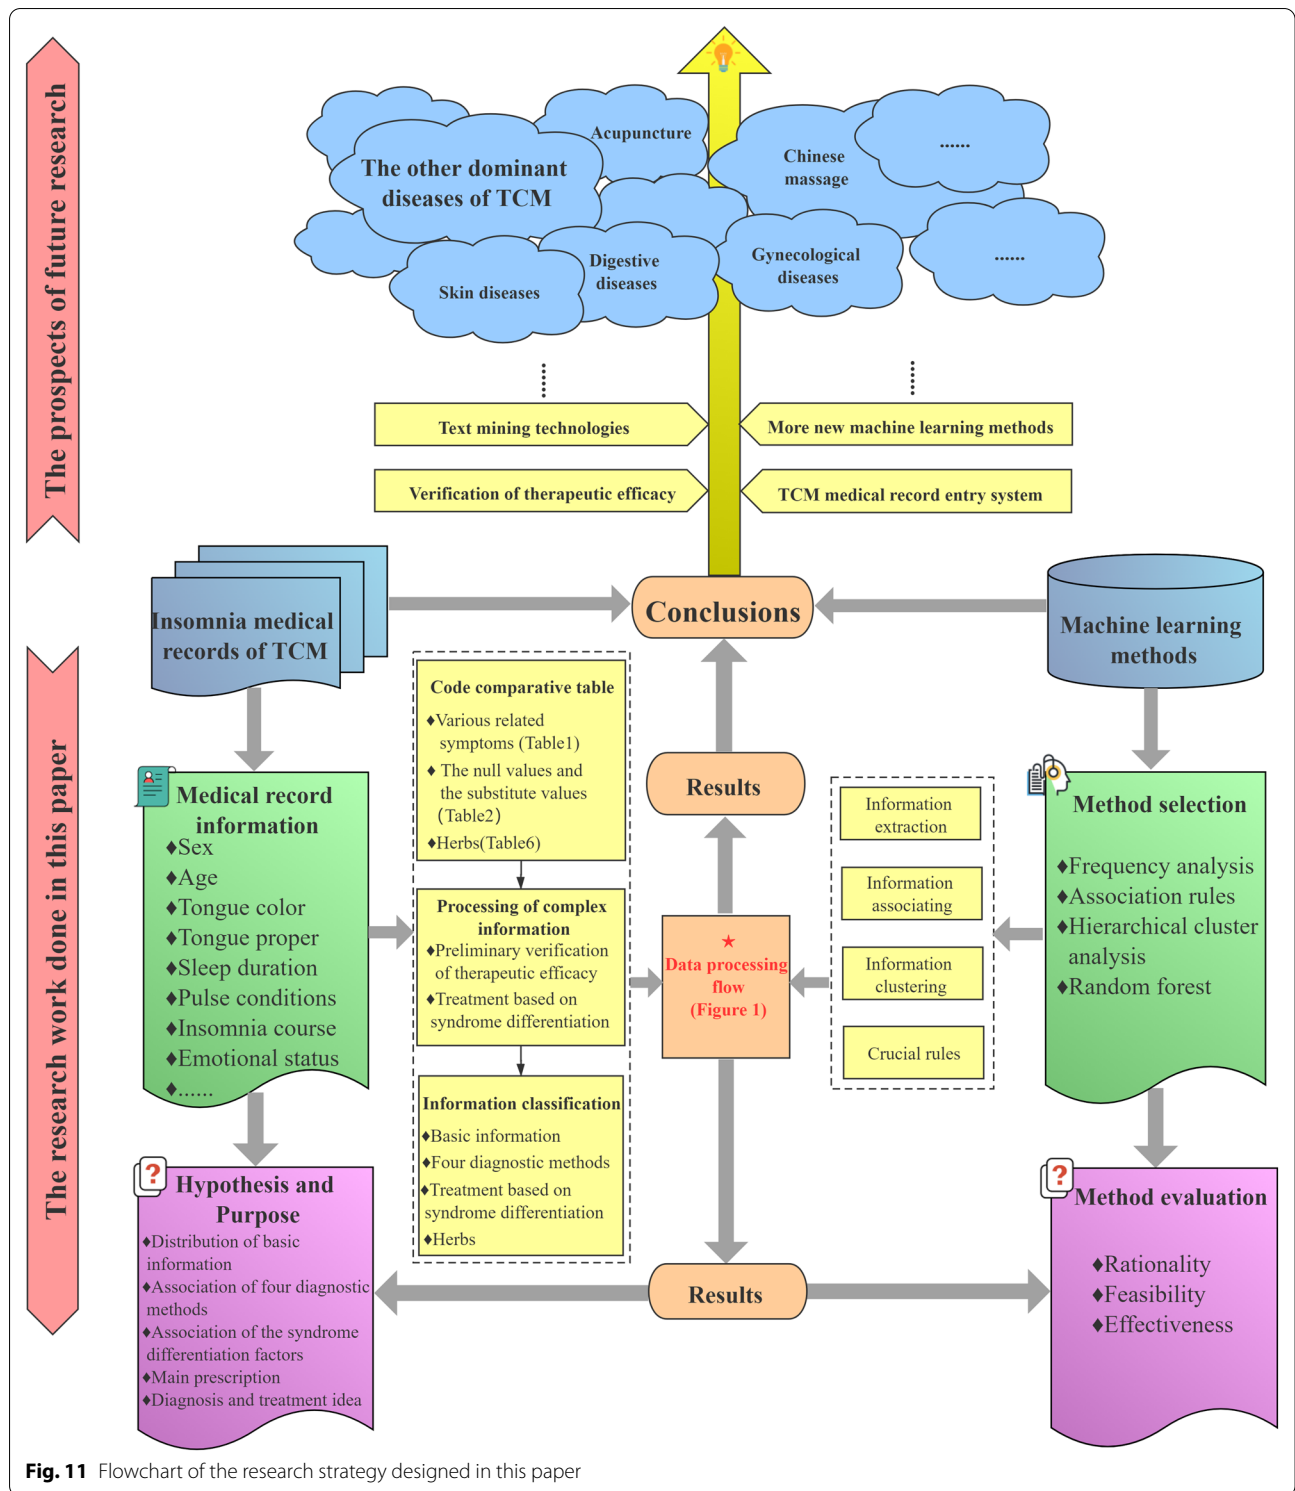 The prospects of future research
Acupuncture
The other dominant
diseases of TCM
Chinese
massage
......
Skin diseases
Digestive
diseases
Gynecological
diseases
......
Text mining technologies
More new machine learning methods
Verification of therapeutic efficacy
TCM medical record entry system
The research work done in this paper
Insomnia medical
records of TCM
Conclusions
Machine learning
methods
Medical record
information
♦Sex
♦Age
♦Tongue color
♦Tongue proper
♦Sleep duration
♦Pulse conditions
♦Insomnia course
♦Emotional status
♦......
Code comparative table
♦Various related
symptoms (Table1)
♦ The null values and
the substitute values
(Table2)
♦Herbs(Table6)
Processing of complex
information
♦Preliminary verification
of therapeutic efficacy
♦Treatment based on
syndrome differentiation
Information classification
♦Basic information
♦Four diagnostic methods
♦Treatment based on
syndrome differentiation
♦Herbs
Results
★
Data processing
flow
(Figure 1)
Information
extraction
Information
associating
Information
clustering
Crucial rules
Method selection
♦Frequency analysis
♦Association rules
♦Hierarchical cluster
analysis
♦Random forest
?
Hypothesis and
Purpose
♦Distribution of basic
information
♦Association of four diagnostic
methods
♦Association of the syndrome
differentiation factors
♦Main prescription
♦Diagnosis and treatment idea
Results
?
Method evaluation
♦Rationality
♦Feasibility
♦Effectiveness
Fig. 11 Flowchart of the research strategy designed in this paper